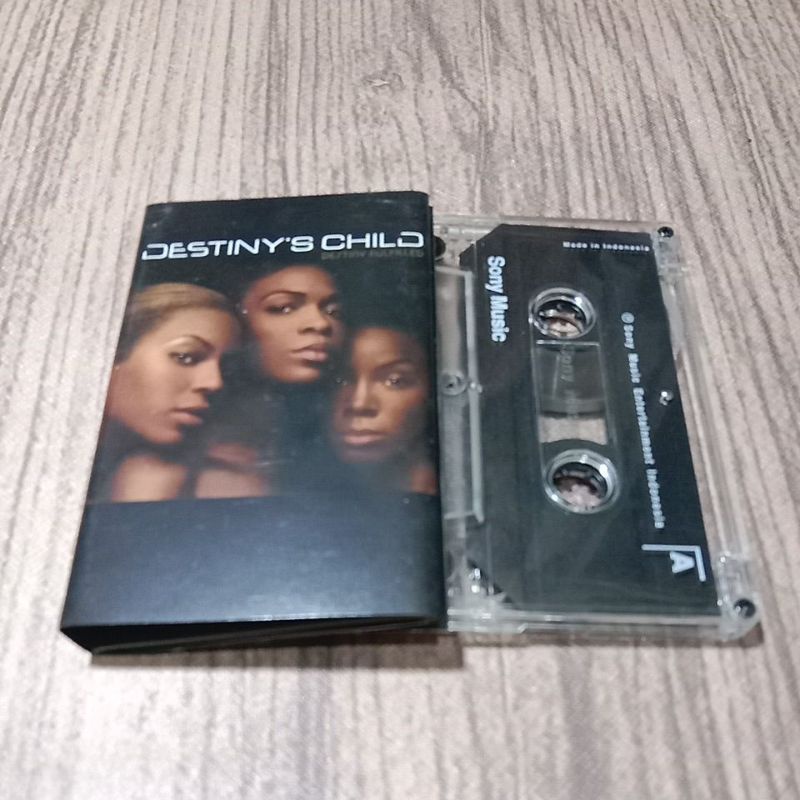 DESTINY'S CHILD
DESTINY FULFILLED
Sony Music
Made in Indonesia
℗ Sony Music Entertainment Indonesia
A